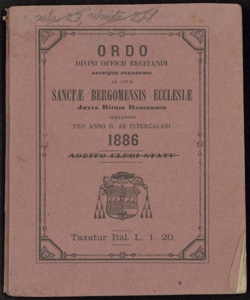 ORDO
DIVINI OFFICII RECITANDI
SACRIQUE PERAGENDI
AD USUM
SANCTÆ BERGOMENSIS ECCLESIÆ
Juxta Ritum Romanum
SERVANDUS
PRO ANNO II. AB INTERCALARI
1886
ADDITO CLERI STATU
Taxatur Ital. L. 1. 20.